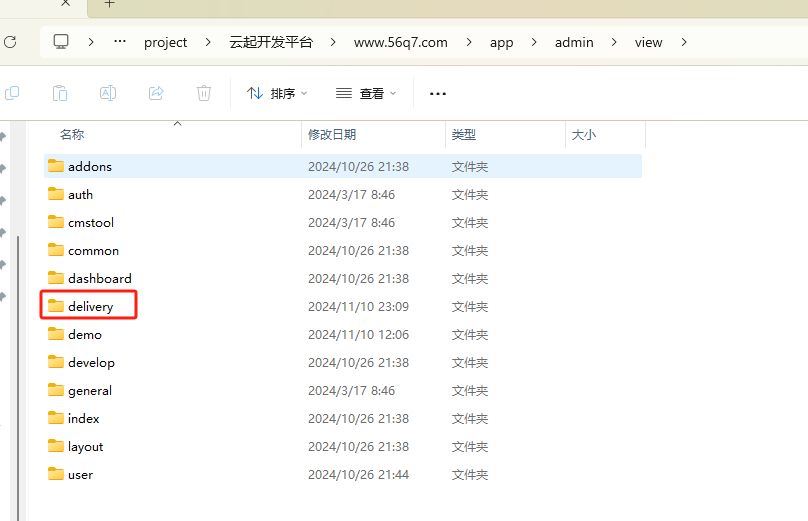 project 云起开发平台 www.56q7.com app admin view
排序 查看
名称 修改日期 类型 大小
addons 2024/10/26 21:38 文件夹
auth 2024/3/17 8:46 文件夹
cmstool 2024/3/17 8:46 文件夹
common 2024/10/26 21:38 文件夹
dashboard 2024/10/26 21:38 文件夹
delivery 2024/11/10 23:09 文件夹
demo 2024/11/10 12:06 文件夹
develop 2024/10/26 21:38 文件夹
general 2024/3/17 8:46 文件夹
index 2024/10/26 21:38 文件夹
layout 2024/10/26 21:38 文件夹
user 2024/10/26 21:44 文件夹